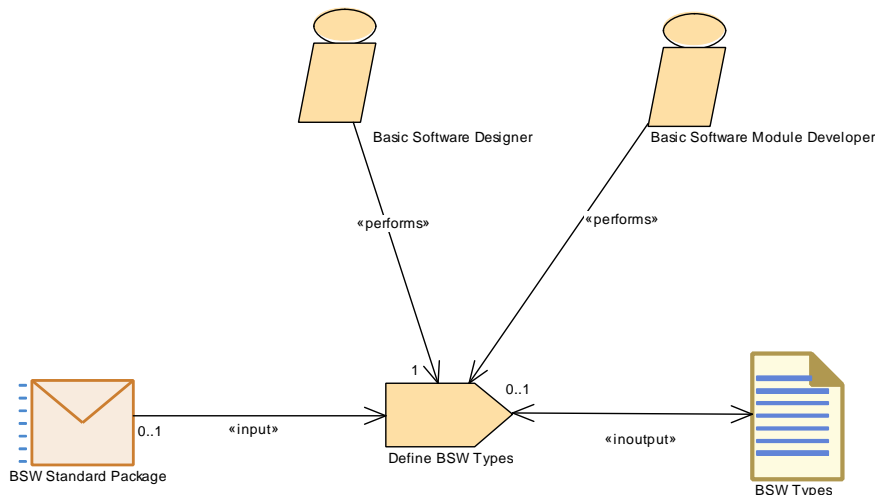 Basic Software Designer
Basic Software Module Developer
«performs»
«performs»
1
0..1
0..1
«input»
«inoutput»
Define BSW Types
BSW Standard Package
BSW Types